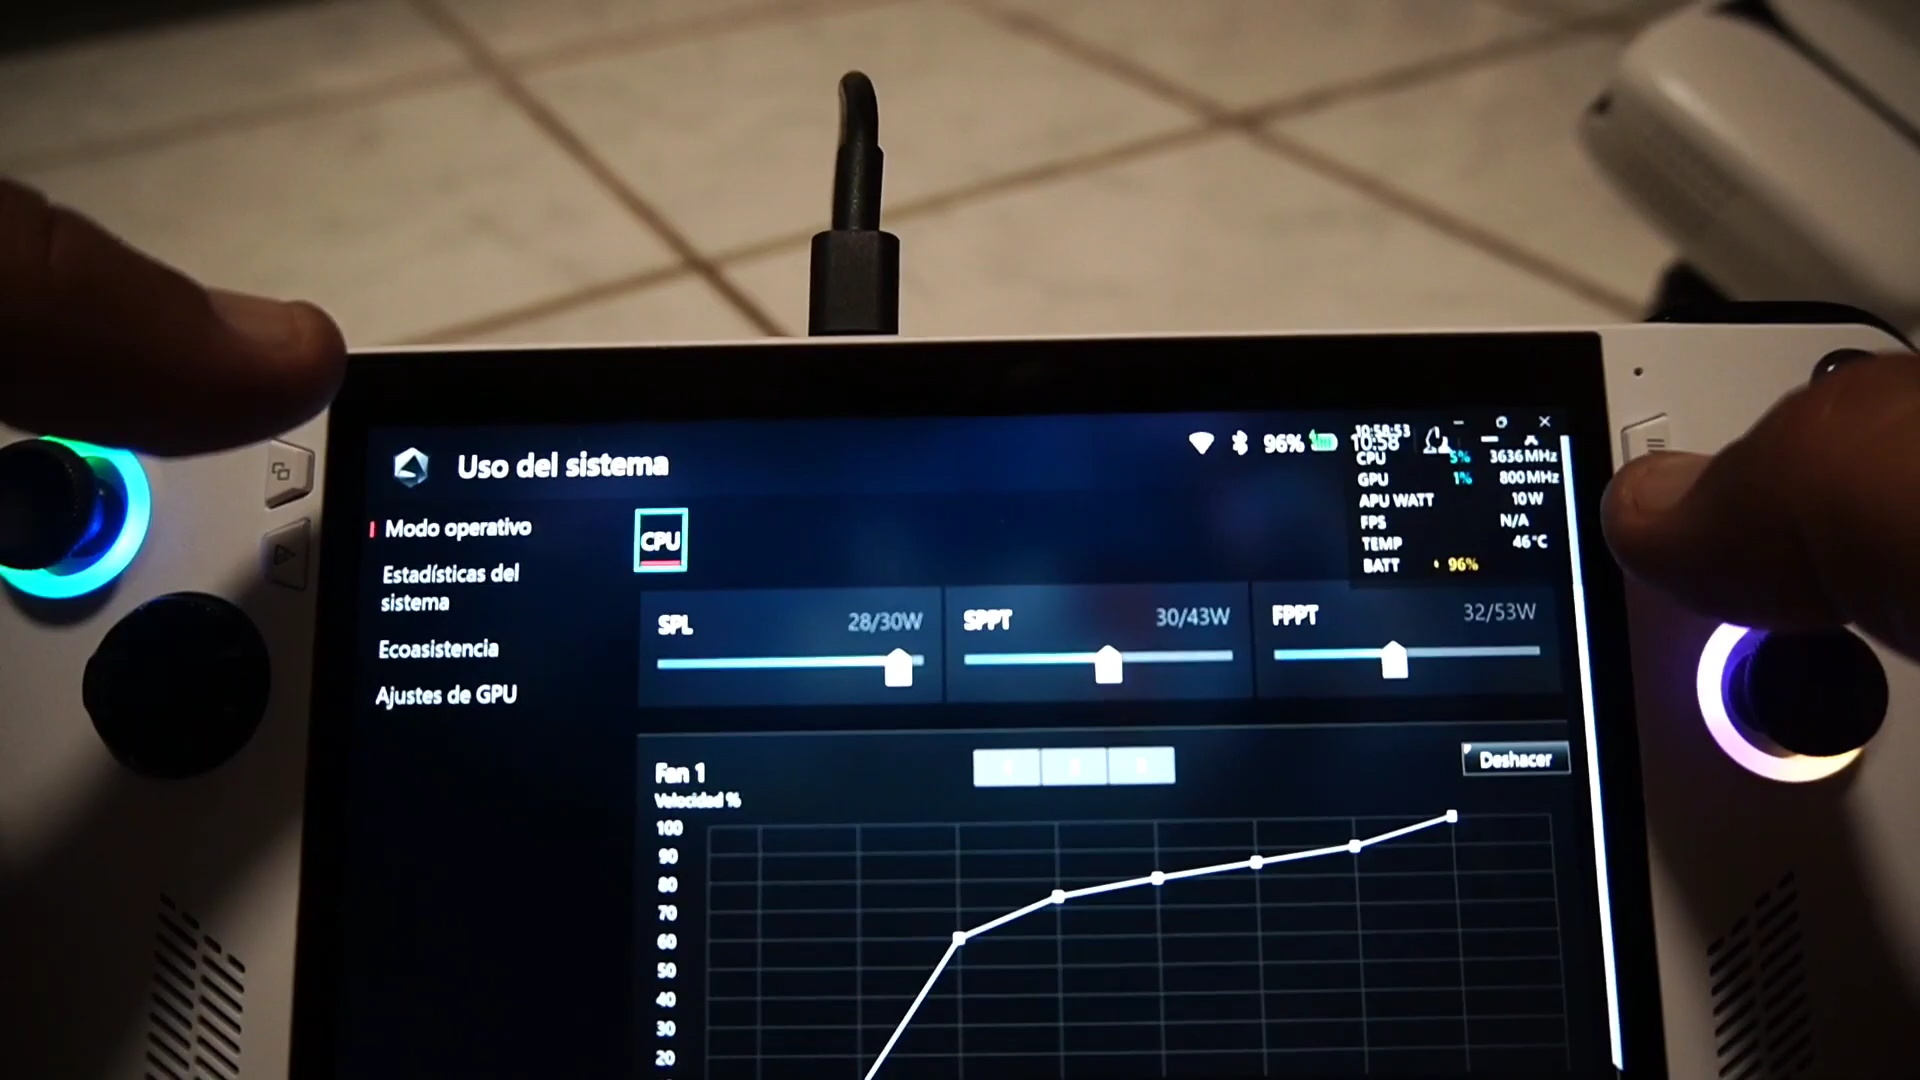 Uso del sistema
96%
10:58:53
10:58
CPU 5% 3636MHz
GPU 1% 800MHz
APU WATT 10W
FPS N/A
TEMP 46°C
BATT 96%
Modo operativo
Estadísticas del
sistema
Ecoasistencia
Ajustes de GPU
CPU
SPL 28/30W
SPPT 30/43W
FPPT 32/53W
Fan 1
Deshacer
Velocidad %
100
90
80
70
60
50
40
30
20